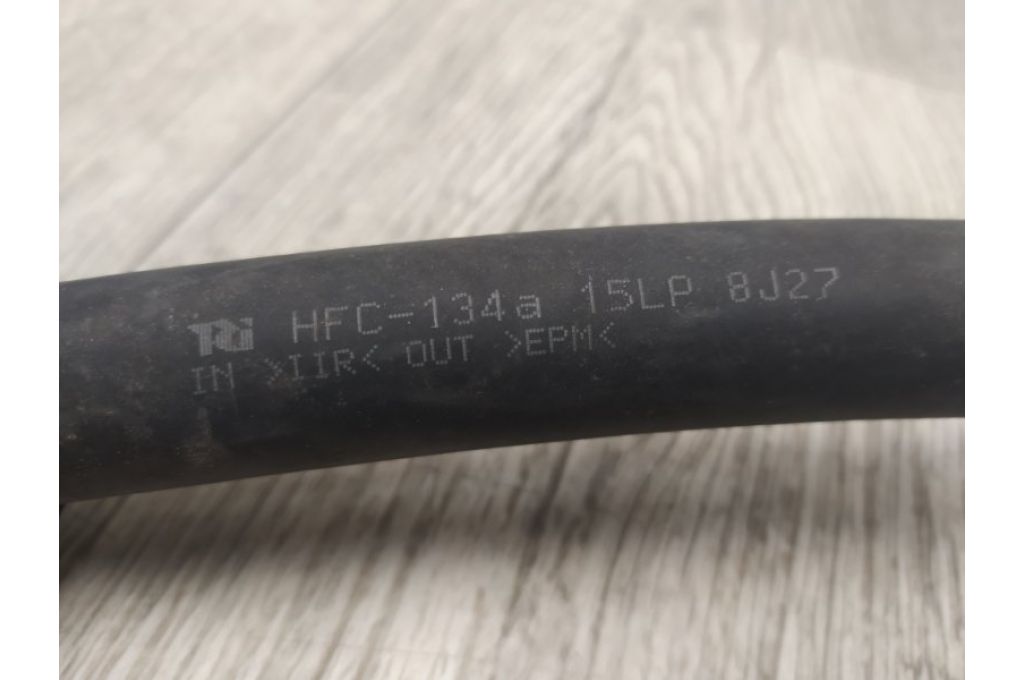 HFC-134a 15LP 8J27
IN >IIR< OUT >EPM<